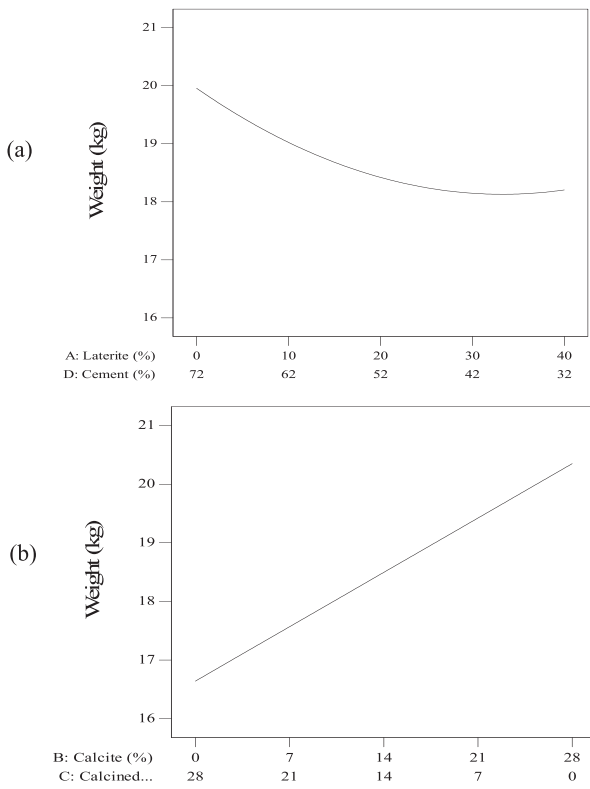 21
20
(a)
Weight (kg)
19
18
17
16
A: Laterite (%) 0 10 20 30 40
D: Cement (%) 72 62 52 42 32
21
20
(b)
Weight (kg)
19
18
17
16
B: Calcite (%) 0 7 14 21 28
C: Calcined... 28 21 14 7 0